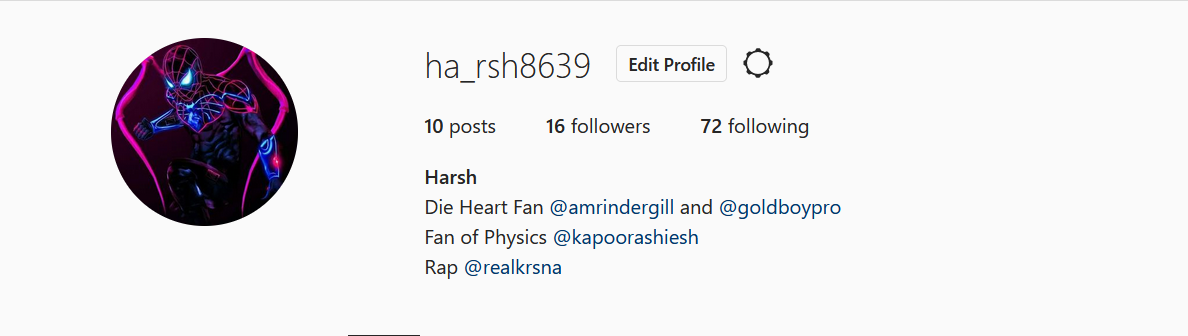 ha_rsh8639 Edit Profile
10 posts 16 followers 72 following
Harsh
Die Heart Fan @amrindergill and @goldboypro
Fan of Physics @kapoorashiesh
Rap @realkrsna